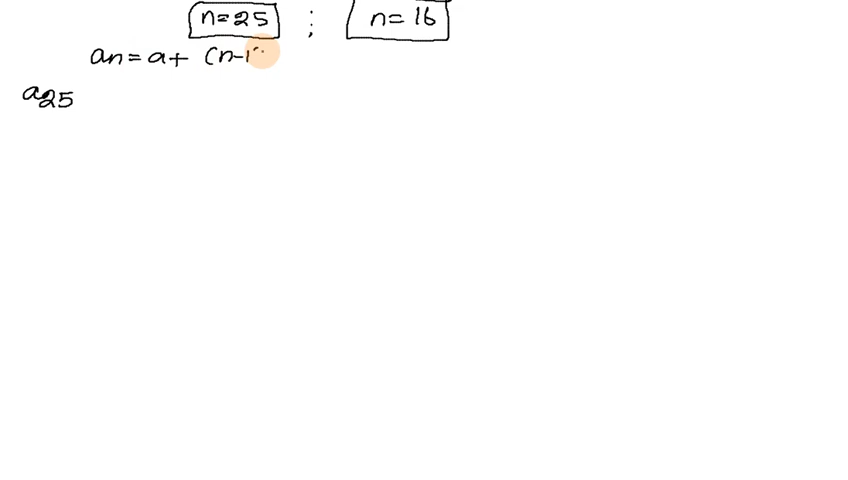 n=25 ; n=16
an=a+ (n-1
a25